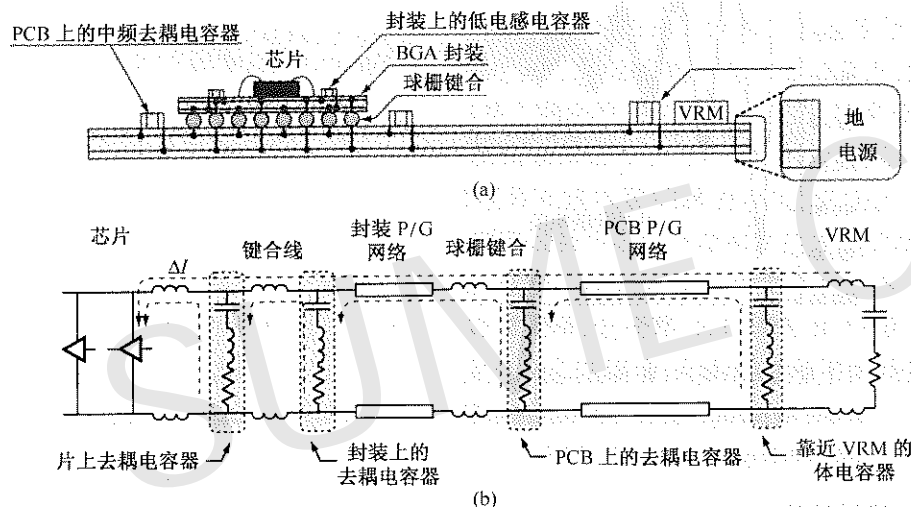 封装上的低电感电容器
PCB 上的中频去耦电容器
BGA 封装
芯片
球栅键合
VRM
地
电源
(a)
芯片
键合线
封装 P/G
网络
球栅键合
PCB P/G
网络
VRM
ΔI
片上去耦电容器
封装上的
去耦电容器
PCB 上的去耦电容器
靠近 VRM 的
体电容器
(b)
SUME C